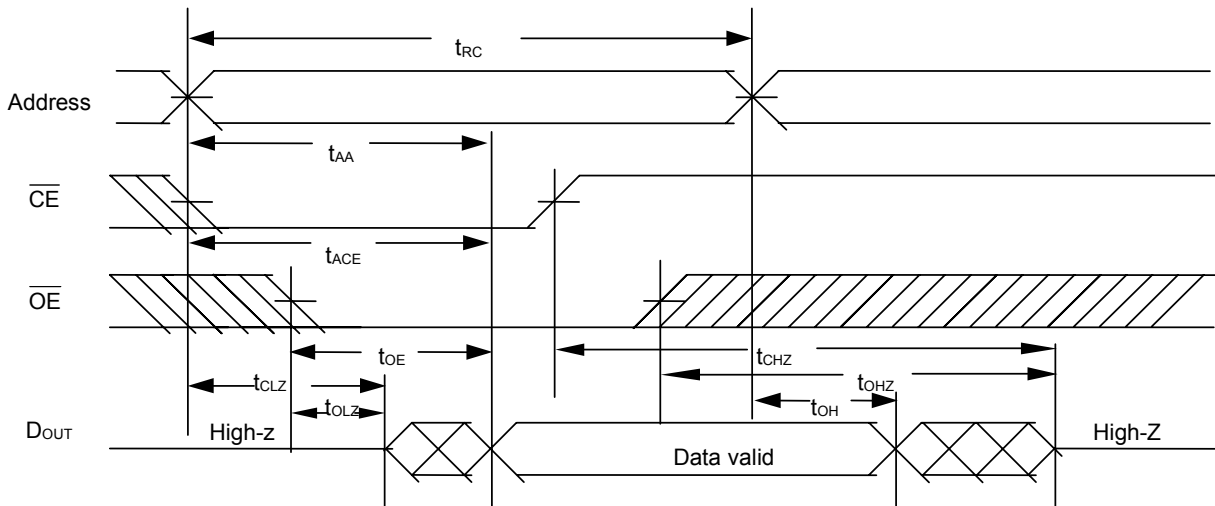 tRC
Address
tAA
CE
tACE
OE
tOE
tCHZ
tCLZ
tOHZ
tOLZ
tOH
DOUT
High-z
Data valid
High-Z